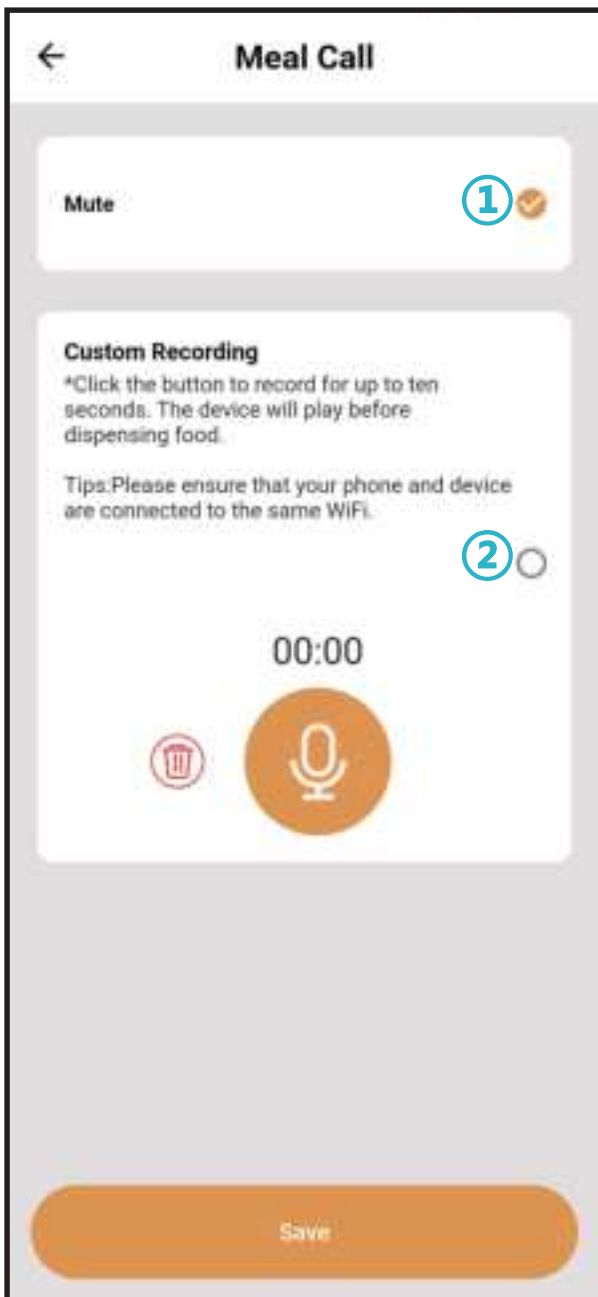 Meal Call
Mute
①
Custom Recording
*Click the button to record for up to ten
seconds. The device will play before
dispensing food.
Tips:Please ensure that your phone and device
are connected to the same WiFi.
②
00:00
Save